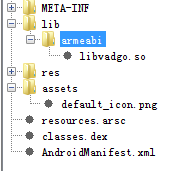 META-INF
lib
armeabi
libvadgo.so
res
assets
default_icon.png
resources.arsc
classes.dex
AndroidManifest.xml